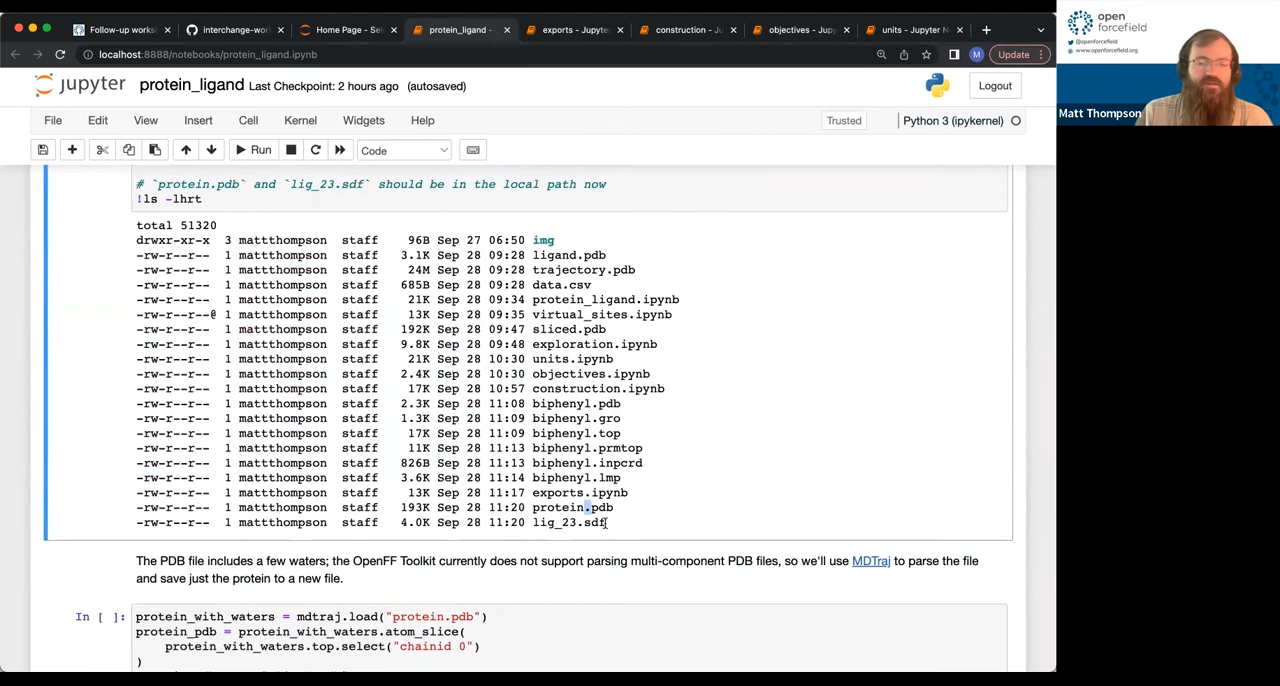 Follow-up works
interchange-wor
Home Page - Sel
protein_ligand -
exports - Jupyte
construction - Ju
objectives - Jupy
units - Jupyter N
localhost:8888/notebooks/protein_ligand.ipynb
M
Update
jupyter protein_ligand Last Checkpoint: 2 hours ago (autosaved)
Logout
File Edit View Insert Cell Kernel Widgets Help
Trusted
Python 3 (ipykernel)
Run
Code
# `protein.pdb` and `lig_23.sdf` should be in the local path now
!ls -lhrt
total 51320
drwxr-xr-x 3 mattthompson staff 96B Sep 27 06:50 img
-rw-r--r-- 1 mattthompson staff 3.1K Sep 28 09:28 ligand.pdb
-rw-r--r-- 1 mattthompson staff 24M Sep 28 09:28 trajectory.pdb
-rw-r--r-- 1 mattthompson staff 685B Sep 28 09:28 data.csv
-rw-r--r-- 1 mattthompson staff 21K Sep 28 09:34 protein_ligand.ipynb
-rw-r--r--@ 1 mattthompson staff 13K Sep 28 09:35 virtual_sites.ipynb
-rw-r--r-- 1 mattthompson staff 192K Sep 28 09:47 sliced.pdb
-rw-r--r-- 1 mattthompson staff 9.8K Sep 28 09:48 exploration.ipynb
-rw-r--r-- 1 mattthompson staff 21K Sep 28 10:30 units.ipynb
-rw-r--r-- 1 mattthompson staff 2.4K Sep 28 10:30 objectives.ipynb
-rw-r--r-- 1 mattthompson staff 17K Sep 28 10:57 construction.ipynb
-rw-r--r-- 1 mattthompson staff 2.3K Sep 28 11:08 biphenyl.pdb
-rw-r--r-- 1 mattthompson staff 1.3K Sep 28 11:09 biphenyl.gro
-rw-r--r-- 1 mattthompson staff 17K Sep 28 11:09 biphenyl.top
-rw-r--r-- 1 mattthompson staff 11K Sep 28 11:13 biphenyl.prmtop
-rw-r--r-- 1 mattthompson staff 826B Sep 28 11:13 biphenyl.inpcrd
-rw-r--r-- 1 mattthompson staff 3.6K Sep 28 11:14 biphenyl.lmp
-rw-r--r-- 1 mattthompson staff 13K Sep 28 11:17 exports.ipynb
-rw-r--r-- 1 mattthompson staff 193K Sep 28 11:20 protein.pdb
-rw-r--r-- 1 mattthompson staff 4.0K Sep 28 11:20 lig_23.sdf
The PDB file includes a few waters; the OpenFF Toolkit currently does not support parsing multi-component PDB files, so we'll use MDTraj to parse the file
and save just the protein to a new file.
In [ ]: protein_with_waters = mdtraj.load("protein.pdb")
protein_pdb = protein_with_waters.atom_slice(
protein_with_waters.top.select("chainid 0")
)
open
forcefield
@openforcefield
www.openforcefield.org
Matt Thompson